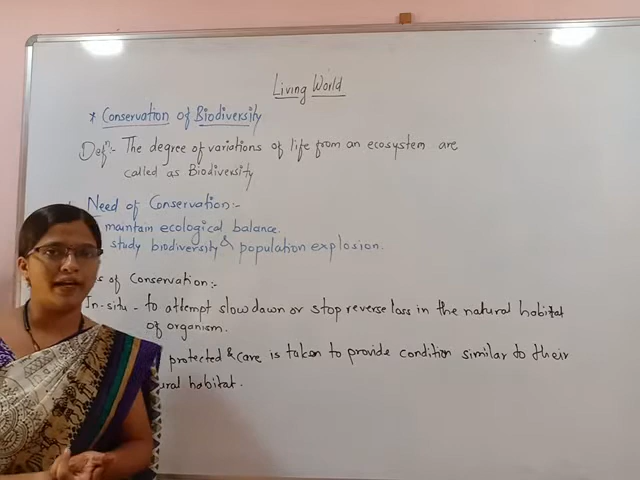 Living World
* Conservation of Biodiversity
Defn:- The degree of variations of life from an ecosystem are
called as Biodiversity
Need of Conservation:-
maintain ecological balance.
study biodiversity & population explosion.
s of Conservation:-
In-situ - to attempt slow down or stop reverse loss in the natural habitat
of organism.
protected & care is taken to provide condition similar to their
ural habitat.